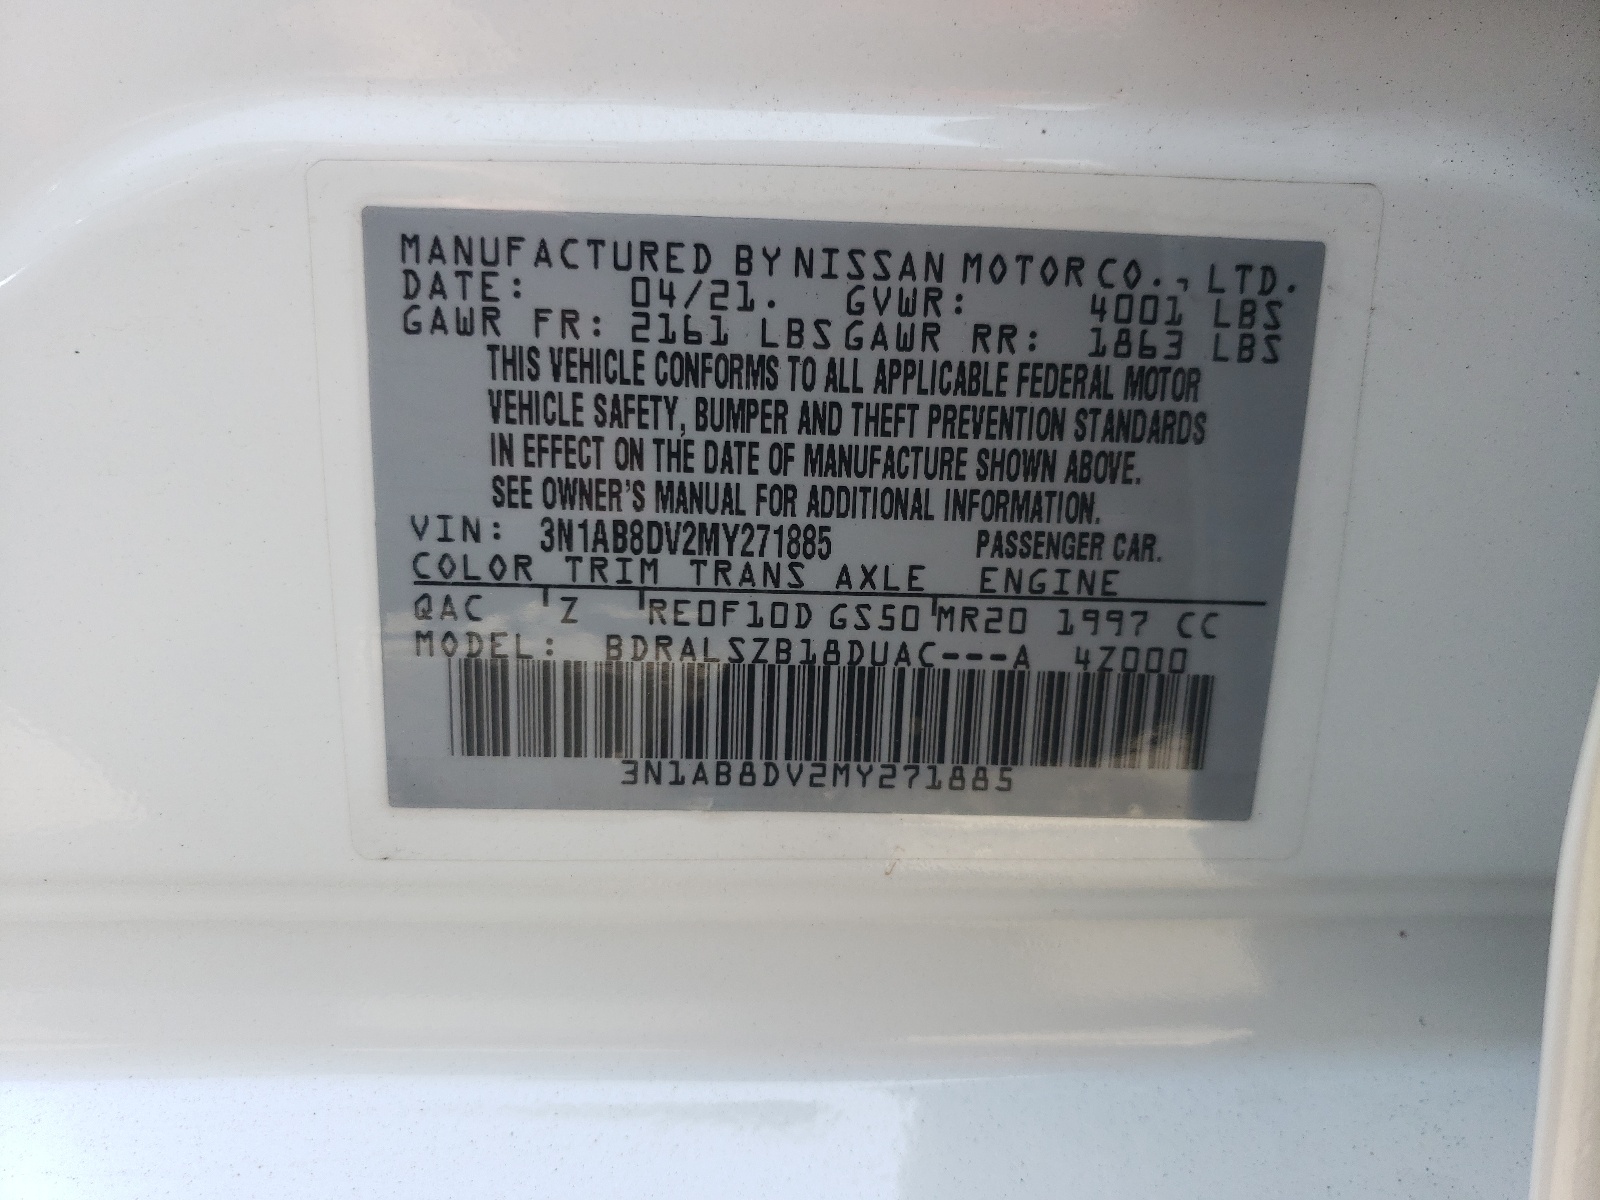 MANUFACTURED BY NISSAN MOTOR CO., LTD.
DATE: 04/21. GVWR: 4001 LBS
GAWR FR: 2161 LBS GAWR RR: 1863 LBS
THIS VEHICLE CONFORMS TO ALL APPLICABLE FEDERAL MOTOR
VEHICLE SAFETY, BUMPER AND THEFT PREVENTION STANDARDS
IN EFFECT ON THE DATE OF MANUFACTURE SHOWN ABOVE.
SEE OWNER'S MANUAL FOR ADDITIONAL INFORMATION.
VIN: 3N1AB8DV2MY271885 PASSENGER CAR.
COLOR TRIM TRANS AXLE ENGINE
QAC Z RE0F10D GS50 MR20 1997 CC
MODEL: BDRALSZB18DUAC---A 4Z000
3N1AB8DV2MY271885